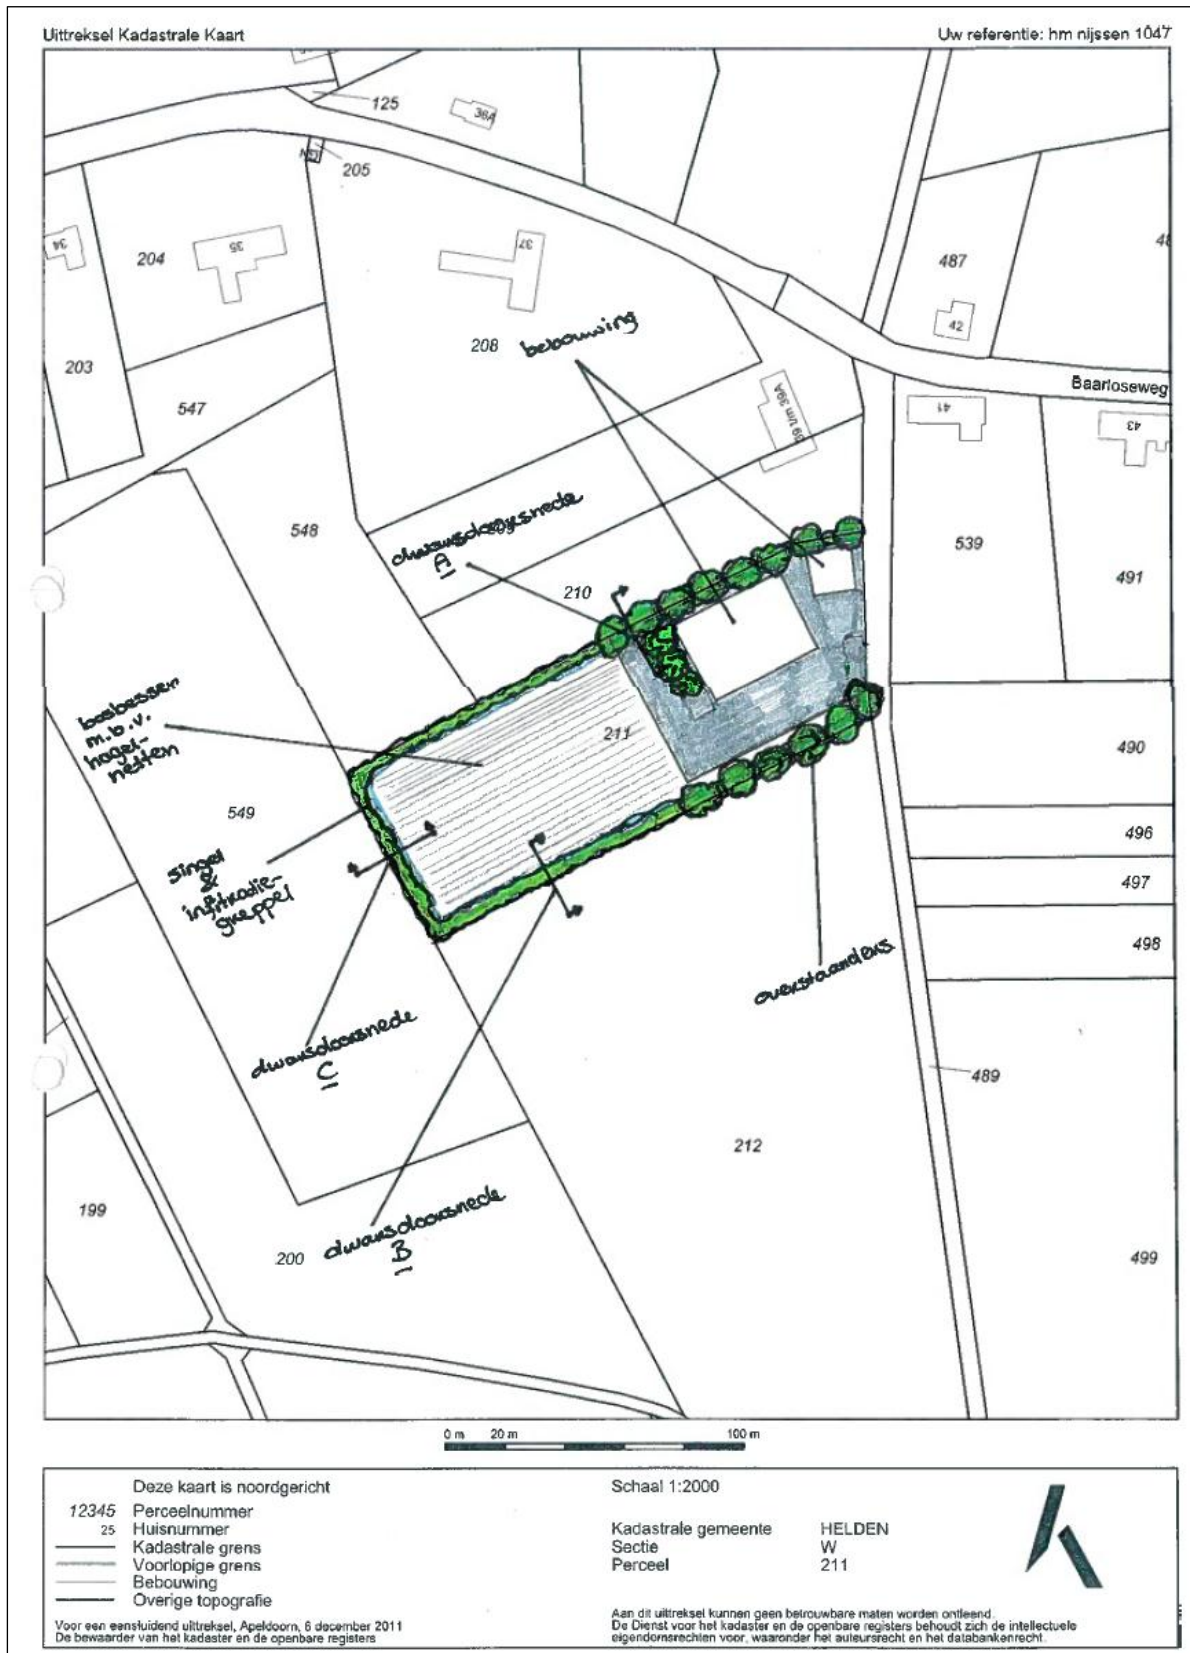 Uittreksel Kadastrale Kaart
Uw referentie: hm nijssen 1047
125
36A
205
34
204
35
37
487
42
203
208
bebouwing
Baarloseweg
547
39A
41
43
548
dwarsdoorsnede
A
539
491
210
bosbessen
m.b.v.
hagel-
netten
211
490
549
496
singel
&
infiltratie-
greppel
497
498
overstaanders
dwarsdoorsnede
C
489
212
199
dwarsdoorsnede
B
200
499
0 m 20 m 100 m
Deze kaart is noordgericht
12345 Perceelnummer
25 Huisnummer
Kadastrale grens
Voorlopige grens
Bebouwing
Overige topografie
Voor een eensluidend uittreksel, Apeldoorn, 6 december 2011
De bewaarder van het kadaster en de openbare registers
Schaal 1:2000
Kadastrale gemeente HELDEN
Sectie W
Perceel 211
Aan dit uittreksel kunnen geen betrouwbare maten worden ontleend.
De Dienst voor het kadaster en de openbare registers behoudt zich de intellectuele
eigendomsrechten voor, waaronder het auteursrecht en het databankenrecht.